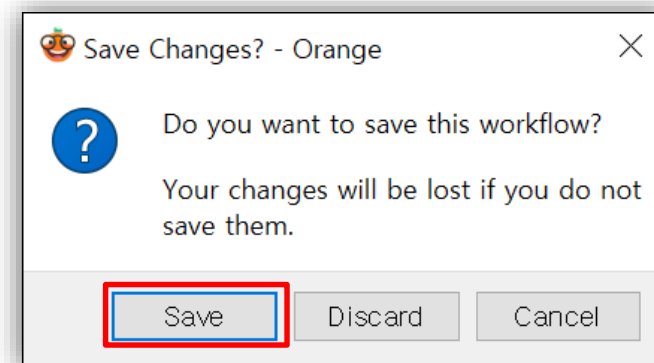 Save Changes? - Orange
?
Do you want to save this workflow?
Your changes will be lost if you do not
save them.
Save Discard Cancel